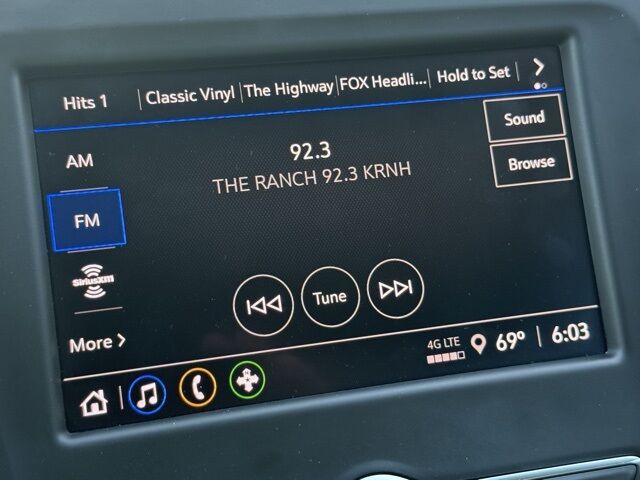 Hits 1 Classic Vinyl The Highway FOX Headli... Hold to Set
AM
92.3
Sound
THE RANCH 92.3 KRNH
Browse
FM
SiriusXM
Tune
More
4G LTE 69° 6:03